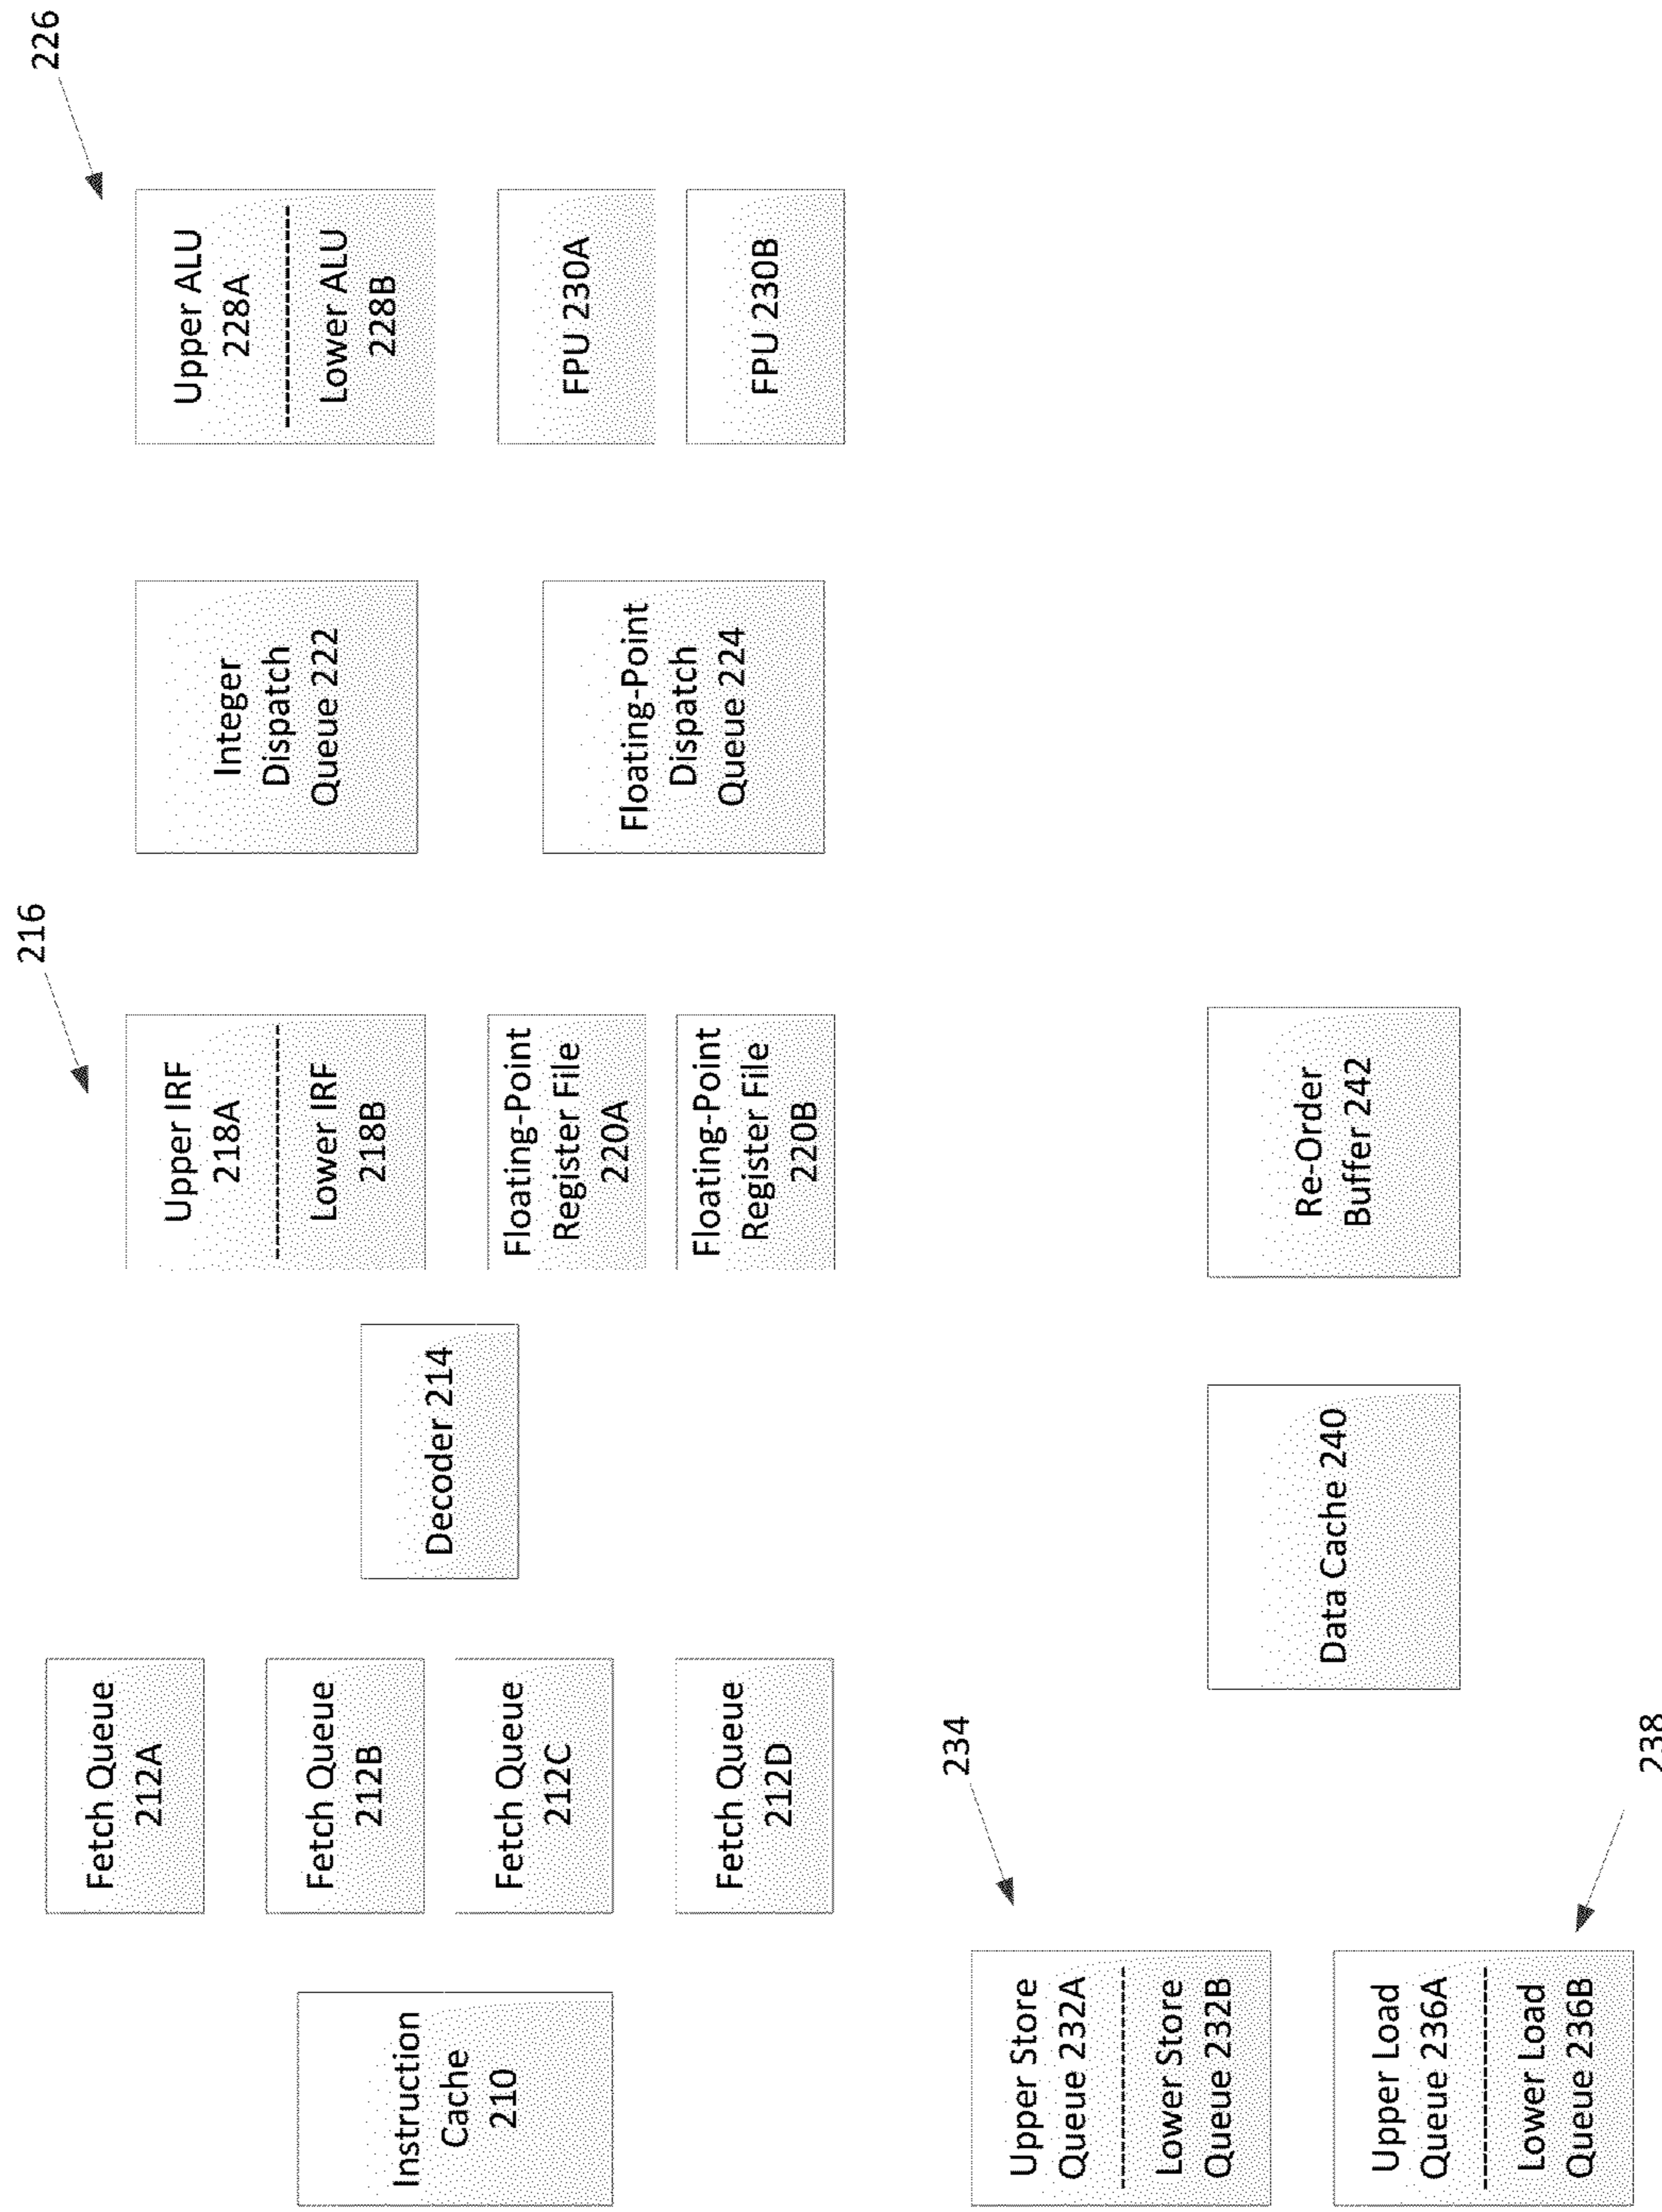 216
226
Fetch Queue
212A
Fetch Queue
212B
Fetch Queue
212C
Fetch Queue
212D
Instruction
Cache
210
Decoder 214
Upper IRF
218A
Lower IRF
218B
Floating-Point
Register File
220A
Floating-Point
Register File
220B
Integer
Dispatch
Queue 222
Floating-Point
Dispatch
Queue 224
Upper ALU
228A
Lower ALU
228B
FPU 230A
FPU 230B
234
Upper Store
Queue 232A
Lower Store
Queue 232B
Upper Load
Queue 236A
Lower Load
Queue 236B
238
Data Cache 240
Re-Order
Buffer 242